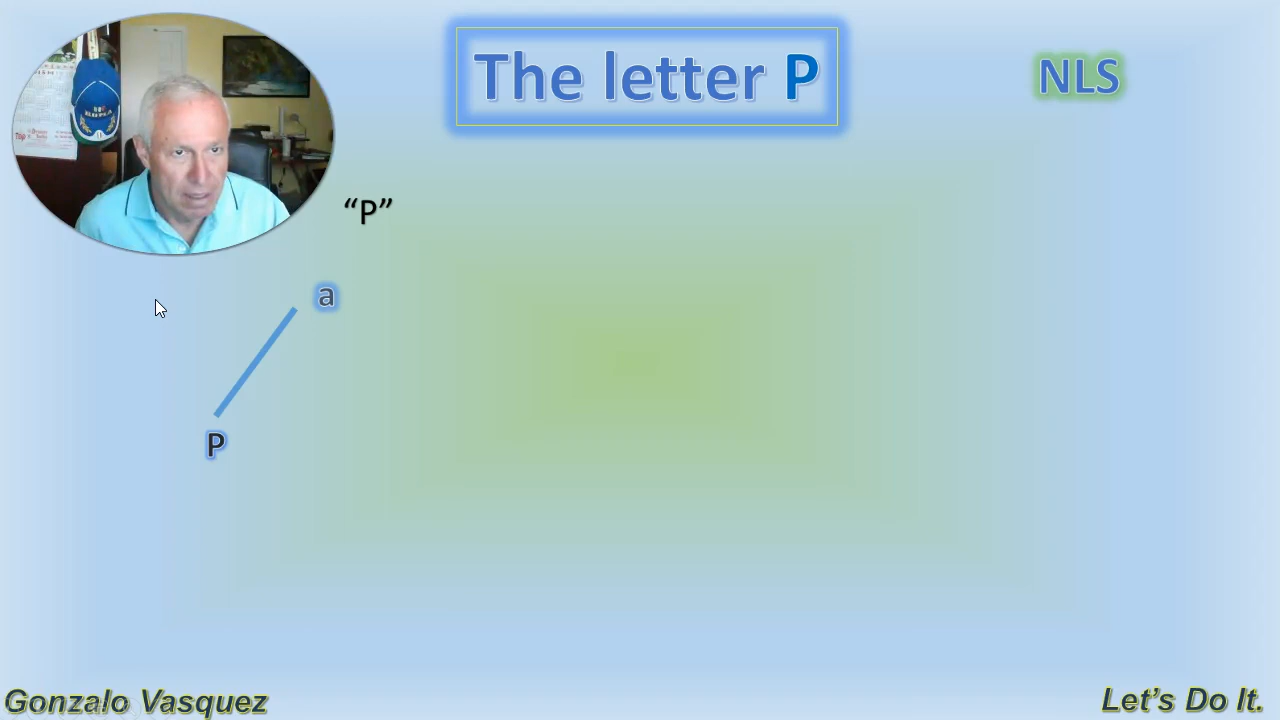 The letter P
NLS
“P”
a
P
Gonzalo Vasquez
Let’s Do It.